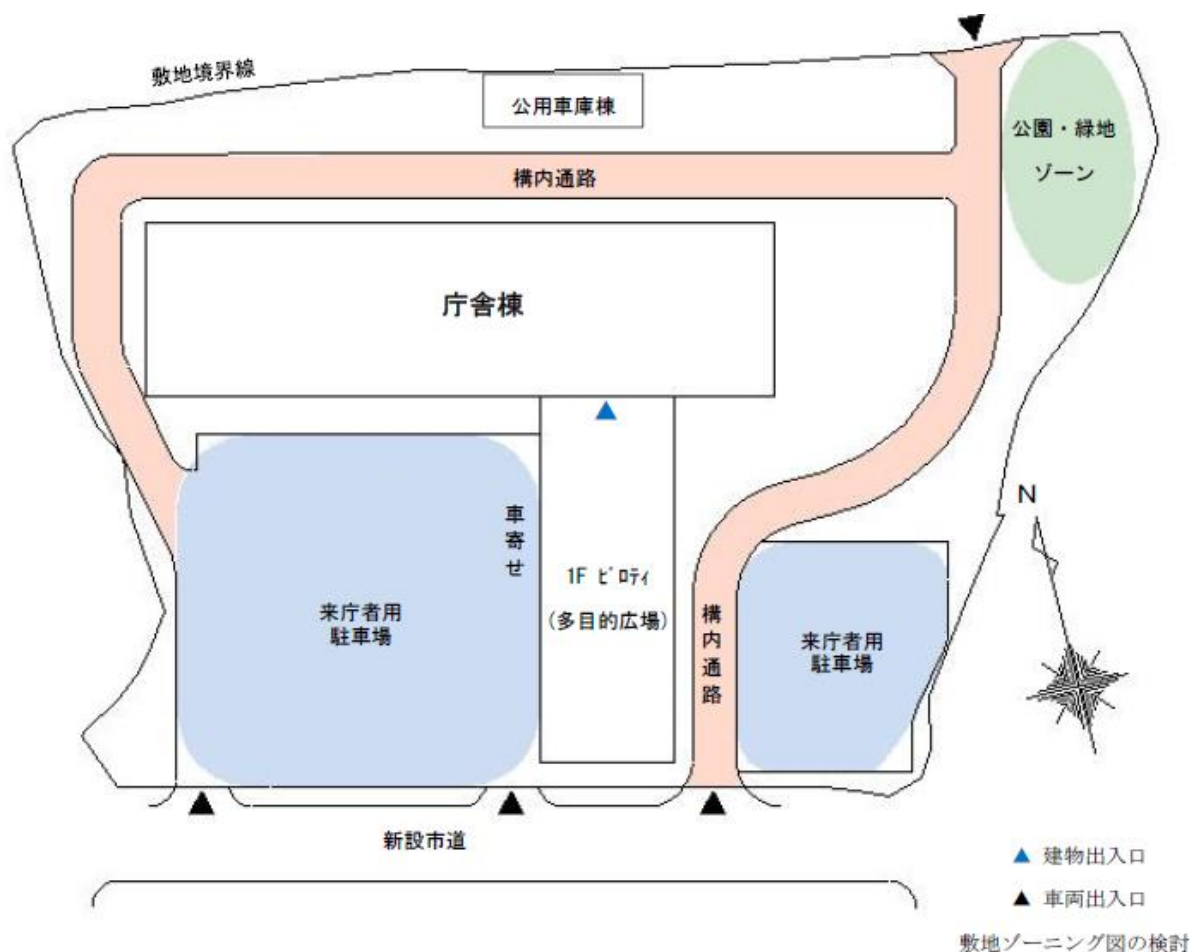 敷地境界線
公用車庫棟
公園・緑地
ゾーン
構内通路
庁舎棟
N
車寄せ
1F ﾋﾟﾛﾃｨ
(多目的広場)
来庁者用
駐車場
構内通路
来庁者用
駐車場
新設市道
▲ 建物出入口
▲ 車両出入口
敷地ゾーニング図の検討